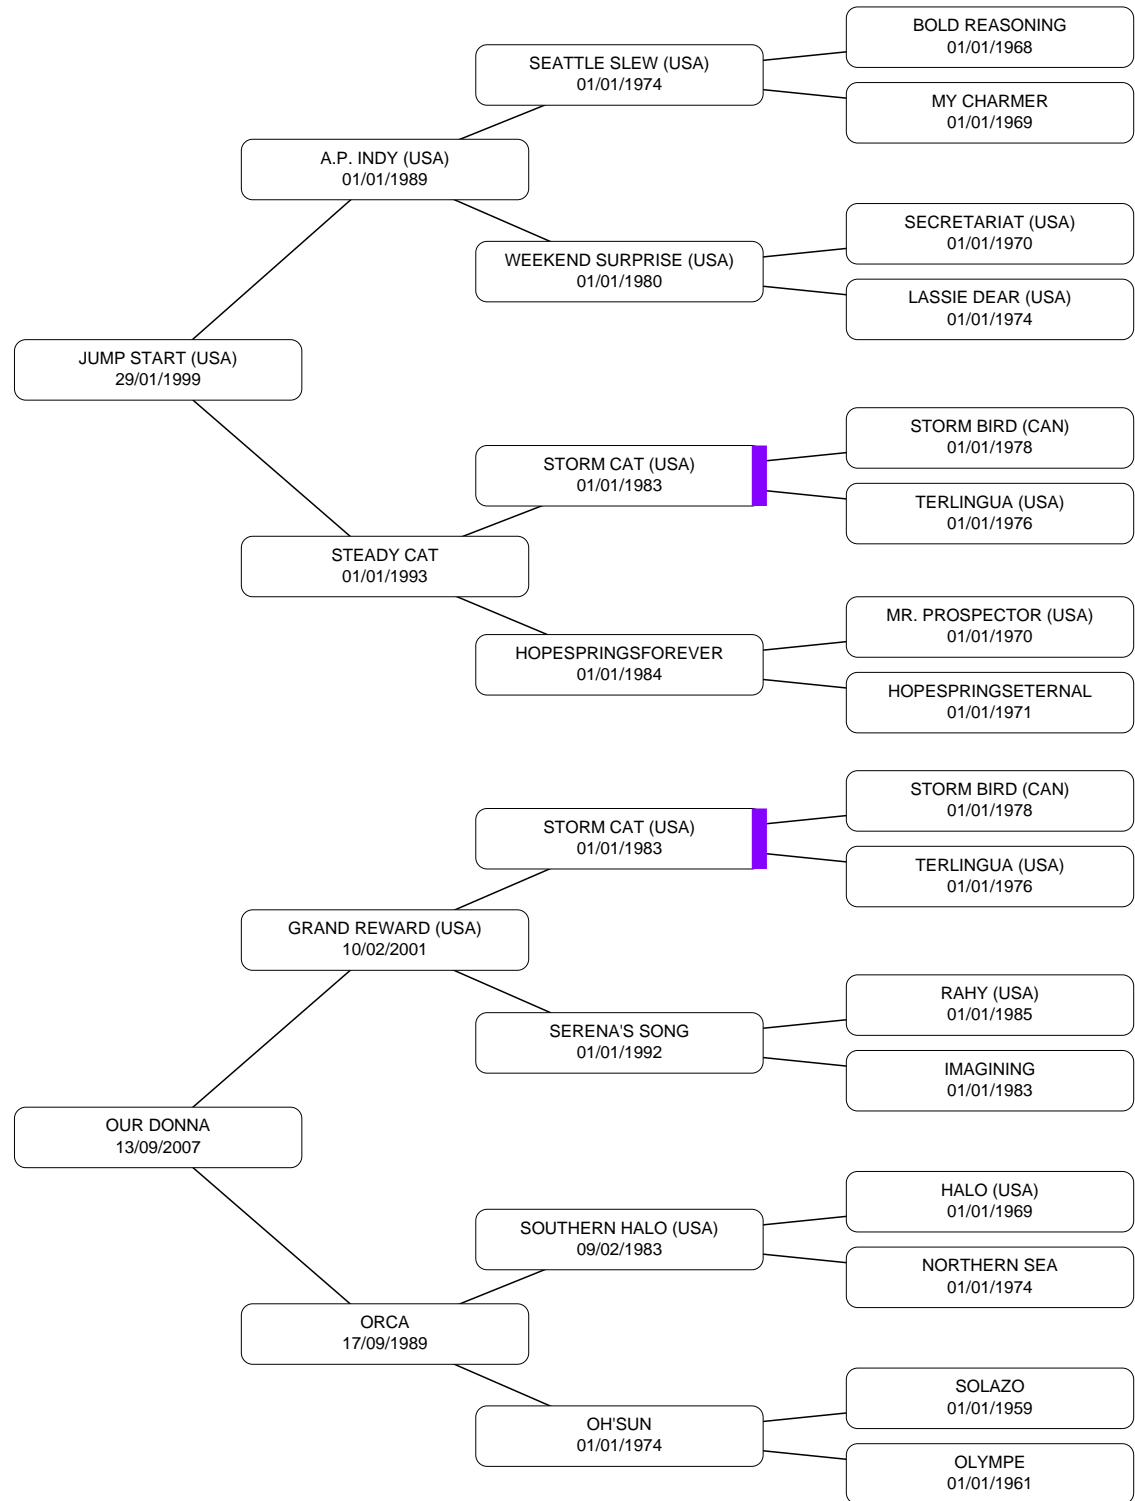 BOLD REASONING
01/01/1968
SEATTLE SLEW (USA)
01/01/1974
MY CHARMER
01/01/1969
A.P. INDY (USA)
01/01/1989
SECRETARIAT (USA)
01/01/1970
WEEKEND SURPRISE (USA)
01/01/1980
LASSIE DEAR (USA)
01/01/1974
JUMP START (USA)
29/01/1999
STORM BIRD (CAN)
01/01/1978
STORM CAT (USA)
01/01/1983
TERLINGUA (USA)
01/01/1976
STEADY CAT
01/01/1993
MR. PROSPECTOR (USA)
01/01/1970
HOPESPRINGSFOREVER
01/01/1984
HOPESPRINGSETERNAL
01/01/1971
STORM BIRD (CAN)
01/01/1978
STORM CAT (USA)
01/01/1983
TERLINGUA (USA)
01/01/1976
GRAND REWARD (USA)
10/02/2001
RAHY (USA)
01/01/1985
SERENA'S SONG
01/01/1992
IMAGINING
01/01/1983
OUR DONNA
13/09/2007
HALO (USA)
01/01/1969
SOUTHERN HALO (USA)
09/02/1983
NORTHERN SEA
01/01/1974
ORCA
17/09/1989
SOLAZO
01/01/1959
OH'SUN
01/01/1974
OLYMPE
01/01/1961